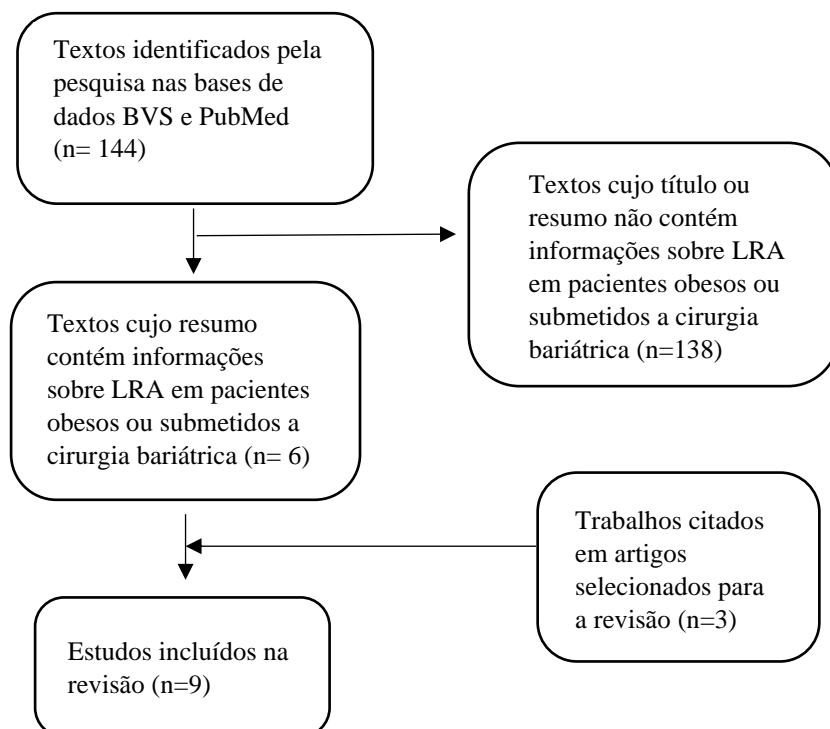 Textos identificados pela
pesquisa nas bases de
dados BVS e PubMed
(n= 144)
Textos cujo título ou
resumo não contém
informações sobre LRA
em pacientes obesos ou
submetidos a cirurgia
bariátrica (n=138)
Textos cujo resumo
contém informações
sobre LRA em pacientes
obesos ou submetidos a
cirurgia bariátrica (n= 6)
Trabalhos citados
em artigos
selecionados para
a revisão (n=3)
Estudos incluídos na
revisão (n=9)